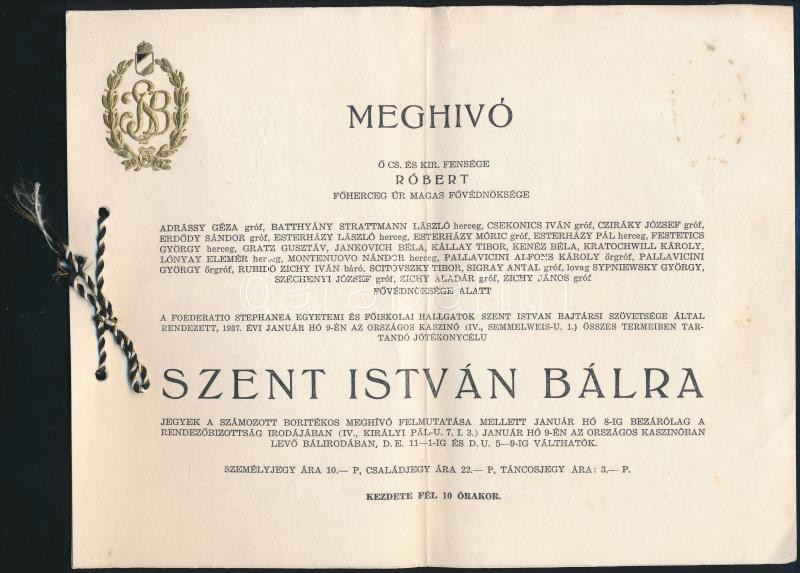 MEGHIVÓ
Ő CS. ÉS KIR. FENSÉGE
RÓBERT
FŐHERCEG ÚR MAGAS FŐVÉDNÖKSÉGE
ADRÁSSY GÉZA gróf, BATTHYÁNY STRATTMANN LÁSZLÓ herceg, CSEKONICS IVÁN gróf, CZIRÁKY JÓZSEF gróf,
ERDŐDY SÁNDOR gróf, ESTERHÁZY LÁSZLÓ herceg, ESTERHÁZY MÓRIC gróf, ESTERHÁZY PÁL herceg, FESTETICS
GYÖRGY herceg, GRATZ GUSZTÁV, JANKOVICH BÉLA, KÁLLAY TIBOR, KENÉZ BÉLA, KRATOCHWILL KÁROLY,
LÓNYAY ELEMÉR herceg, MONTENUOVO NÁNDOR herceg, PALLAVICINI ALFONS KÁROLY őrgróf, PALLAVICINI
GYÖRGY őrgróf, RUBIDÓ ZICHY IVÁN báró, SCITOVSZKY TIBOR, SIGRAY ANTAL gróf, lovag SYPNIEWSKY GYÖRGY,
SZÉCHENYI JÓZSEF gróf, ZICHY ALADÁR gróf, ZICHY JÁNOS gróf
FŐVÉDNÖKSÉGE ALATT
A FOEDERATIO STEPHANEA EGYETEMI ÉS FŐISKOLAI HALLGATOK SZENT ISTVAN BAJTÁRSI SZÖVETSÉGE ÁLTAL
RENDEZETT, 1937. ÉVI JANUÁR HÓ 9-ÉN AZ ORSZÁGOS KASZINÓ (IV., SEMMELWEIS-U. 1.) ÖSSZES TERMEIBEN TAR-
TANDÓ JÓTÉKONYCÉLU
SZENT ISTVÁN BÁLRA
JEGYEK A SZÁMOZOTT BORITÉKOS MEGHÍVÓ FELMUTATÁSA MELLETT JANUÁR HÓ 8-IG BEZÁRÓLAG A
RENDEZŐBIZOTTSÁG IRODÁJÁBAN (IV., KIRÁLYI PÁL-U. 7. I. 3.) JANUÁR HÓ 9-ÉN AZ ORSZÁGOS KASZINÓBAN
LEVŐ BÁLIRODÁBAN, D. E. 11—1-IG ÉS D. U. 5—9-IG VÁLTHATÓK.
SZEMÉLYJEGY ÁRA 10.— P, CSALÁDJEGY ÁRA 22.— P, TÁNCOSJEGY ÁRA: 3.— P.
KEZDETE FÉL 10 ÓRAKOR.